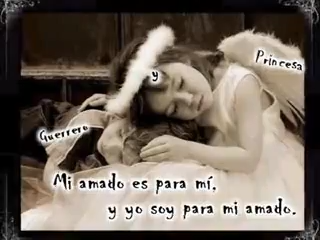 Princesa
y
Guerrero
Mi amado es para mí,
y yo soy para mi amado.